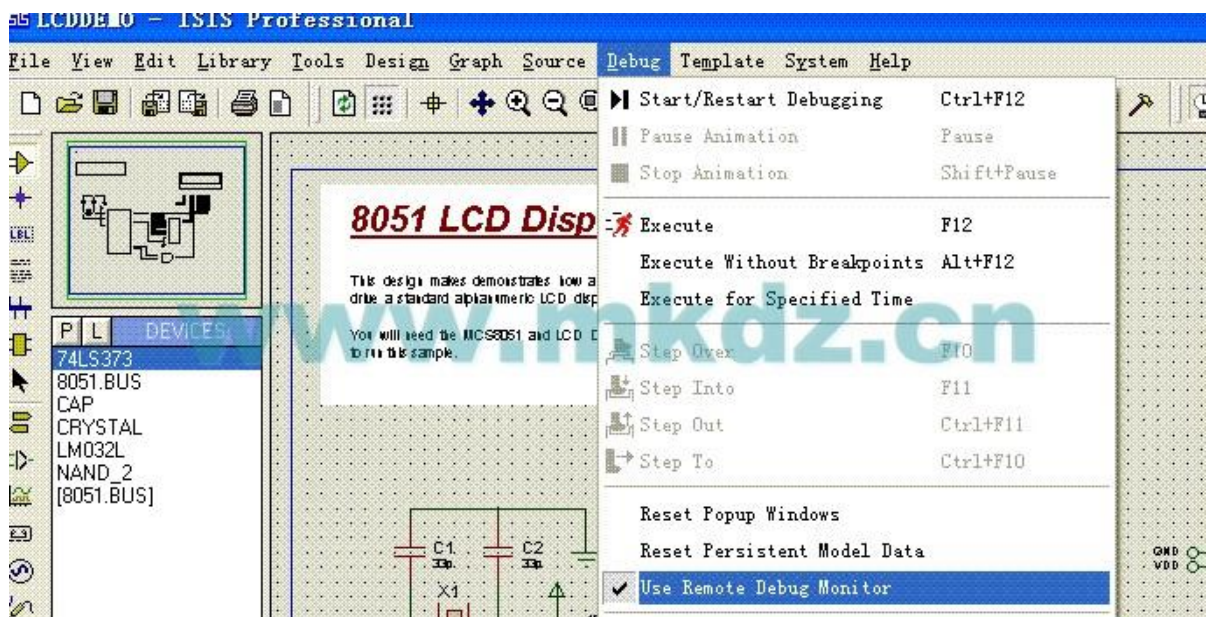 LCDDEMO - ISIS Professional
File View Edit Library Tools Design Graph Source Debug Template System Help
Start/Restart Debugging Ctrl+F12
Pause Animation Pause
Stop Animation Shift+Pause
Execute F12
Execute Without Breakpoints Alt+F12
Execute for Specified Time
Step Over F10
Step Into F11
Step Out Ctrl+F11
Step To Ctrl+F10
Reset Popup Windows
Reset Persistent Model Data
Use Remote Debug Monitor
LBL
8051 LCD Disp
This design makes demonstrates how a
drive a standard alphanumeric LCD disp
You will need the MCS8051 and LCD D
to run this sample.
www.mkdz.cn
P L DEVICES
74LS373
8051.BUS
CAP
CRYSTAL
LM032L
NAND_2
[8051.BUS]
C1
33p
C2
33p
X1
GND
VDD